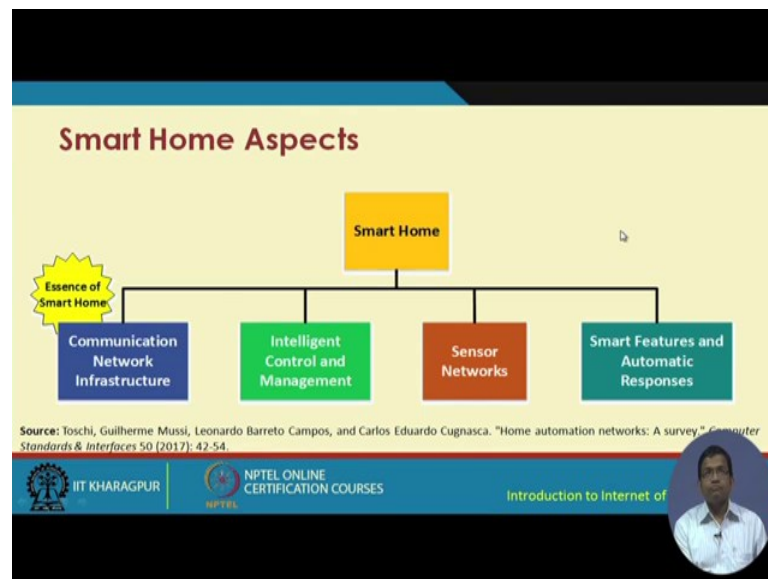 Smart Home Aspects
Smart Home
Essence of
Smart Home
Communication
Network
Infrastructure
Intelligent
Control and
Management
Sensor
Networks
Smart Features and
Automatic
Responses
Source: Toschi, Guilherme Mussi, Leonardo Barreto Campos, and Carlos Eduardo Cugnasca. "Home automation networks: A survey."
Standards & Interfaces 50 (2017): 42-54.
IIT KHARAGPUR
NPTEL
NPTEL ONLINE
CERTIFICATION COURSES
Introduction to Internet of